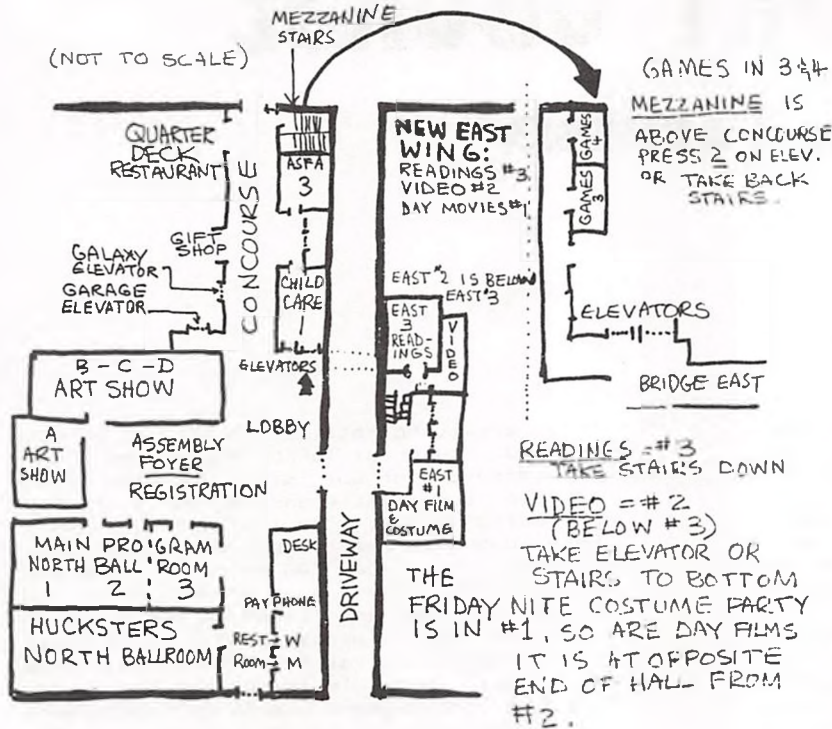 MEZZANINE
STAIRS
(NOT TO SCALE)
GAMES IN 3 & 4
MEZZANINE IS
ABOVE CONCOURSE
PRESS 2 ON ELEV.
OR TAKE BACK
STAIRS.
QUARTER
DECK
RESTAURANT
CONCOURSE
ASFA
3
NEW EAST
WING:
READINGS #3
VIDEO #2
DAY MOVIES #1
GAMES
4
GAMES
3
GIFT
SHOP
GALAXY
ELEVATOR
GARAGE
ELEVATOR
CHILD
CARE
1
ELEVATORS
EAST #2 IS BELOW
EAST #3
EAST
3
READ-
INGS
VIDEO
ELEVATORS
BRIDGE EAST
B - C - D
ART SHOW
A
ART
SHOW
LOBBY
ASSEMBLY
FOYER
REGISTRATION
EAST
#1
DAY FILM
&
COSTUME
DRIVEWAY
READINGS = #3
TAKE STAIRS DOWN
VIDEO = #2
(BELOW #3)
TAKE ELEVATOR OR
STAIRS TO BOTTOM
THE
FRIDAY NITE COSTUME PARTY
IS IN #1, SO ARE DAY FILMS
IT IS AT OPPOSITE
END OF HALL FROM
#2.
MAIN PROGRAM
NORTH BALLROOM
1 2 3
DESK
PAY PHONE
HUCKSTERS
NORTH BALLROOM
REST → W
ROOM → M